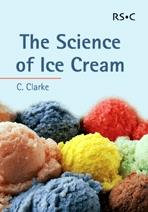 RS•C
The Science
of Ice Cream
C. Clarke